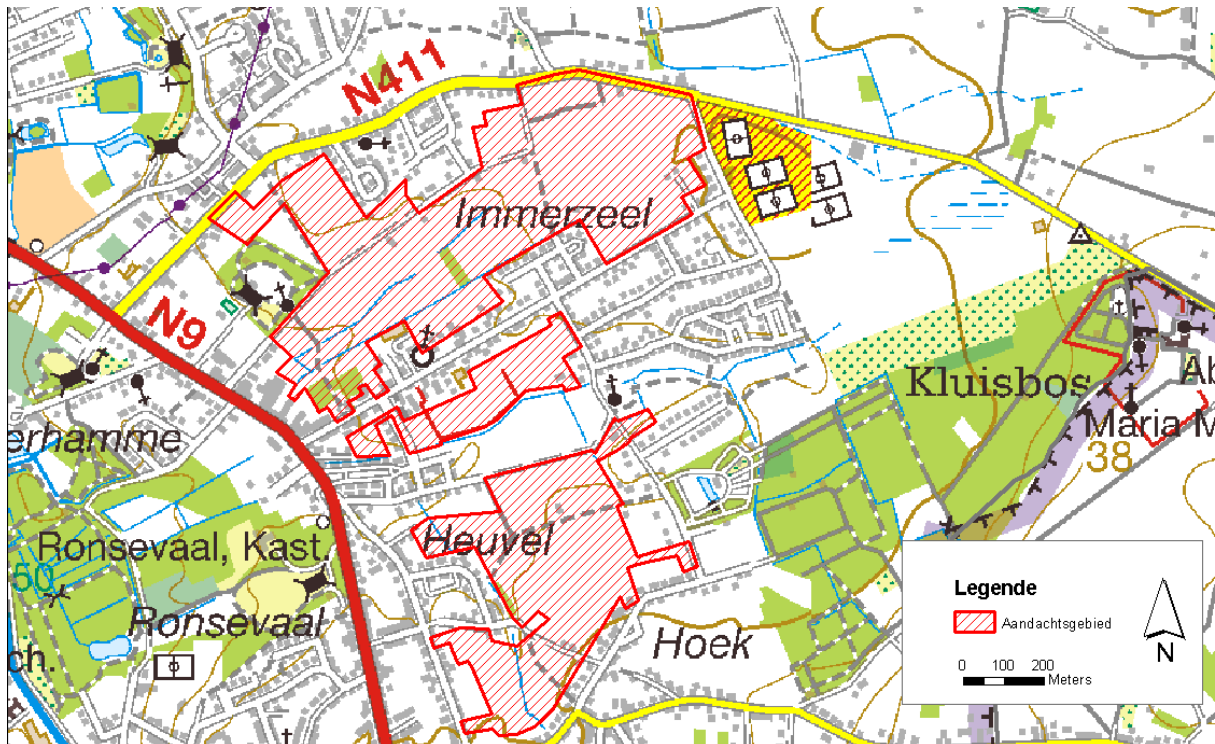 N411
Immerzeel
N9
Kluisbos
Ab
Maria M
38
erhamme
Heuvel
Ronsevaal, Kast.
50
Ronsevaal
Hoek
ch.
Legende
Aandachtsgebied
0 100 200
Meters
N